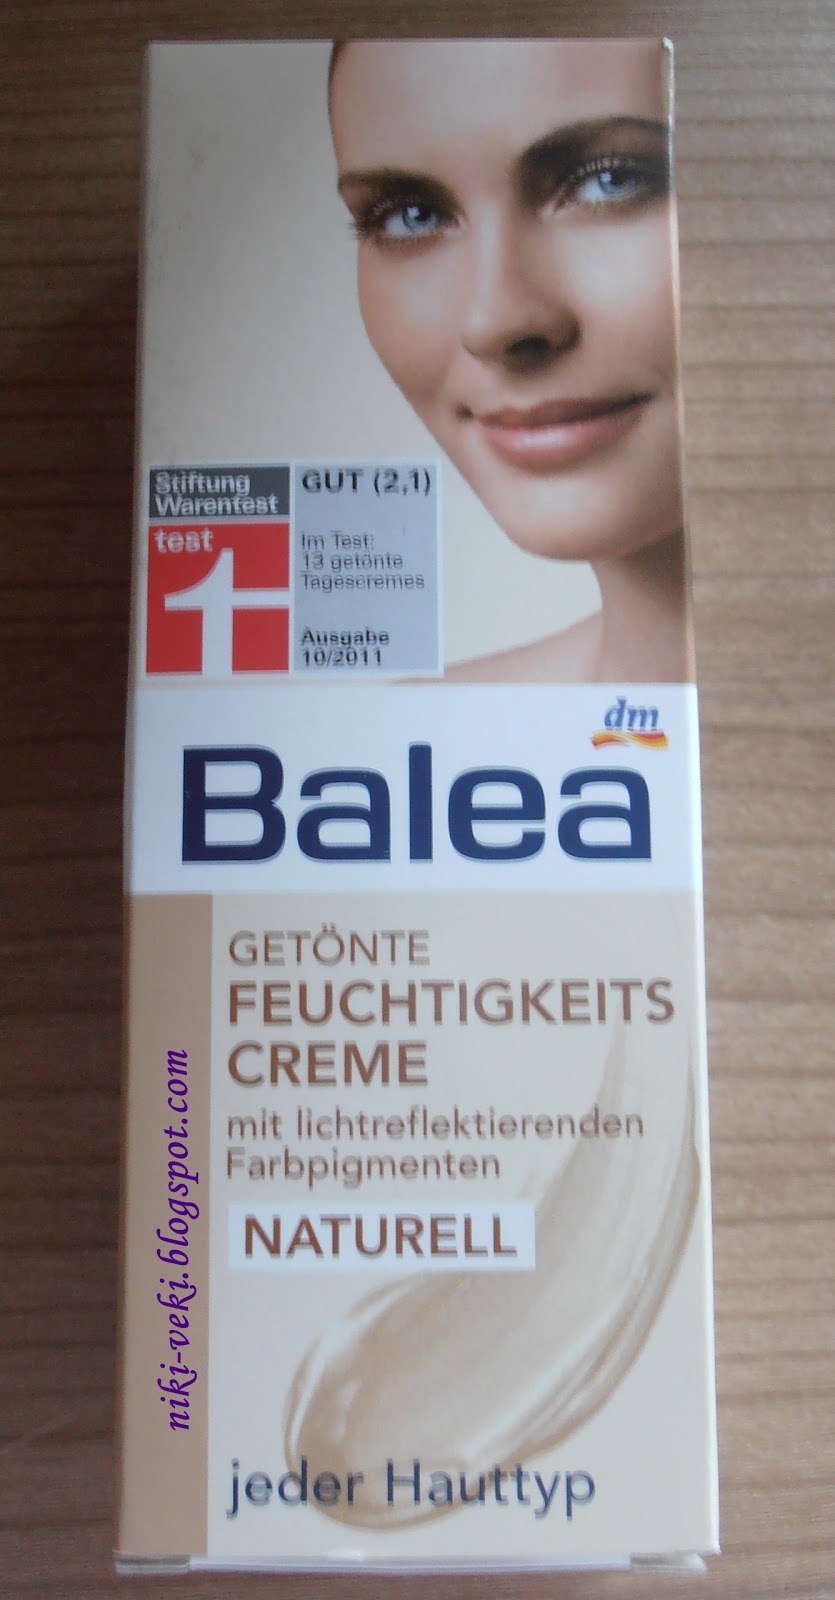 Stiftung
Warentest
test
GUT (2,1)
Im Test:
13 getönte
Tagescremes
Ausgabe
10/2011
dm
Balea
GETÖNTE
FEUCHTIGKEITS
CREME
mit lichtreflektierenden
Farbpigmenten
NATURELL
jeder Hauttyp
niki-veki.blogspot.com